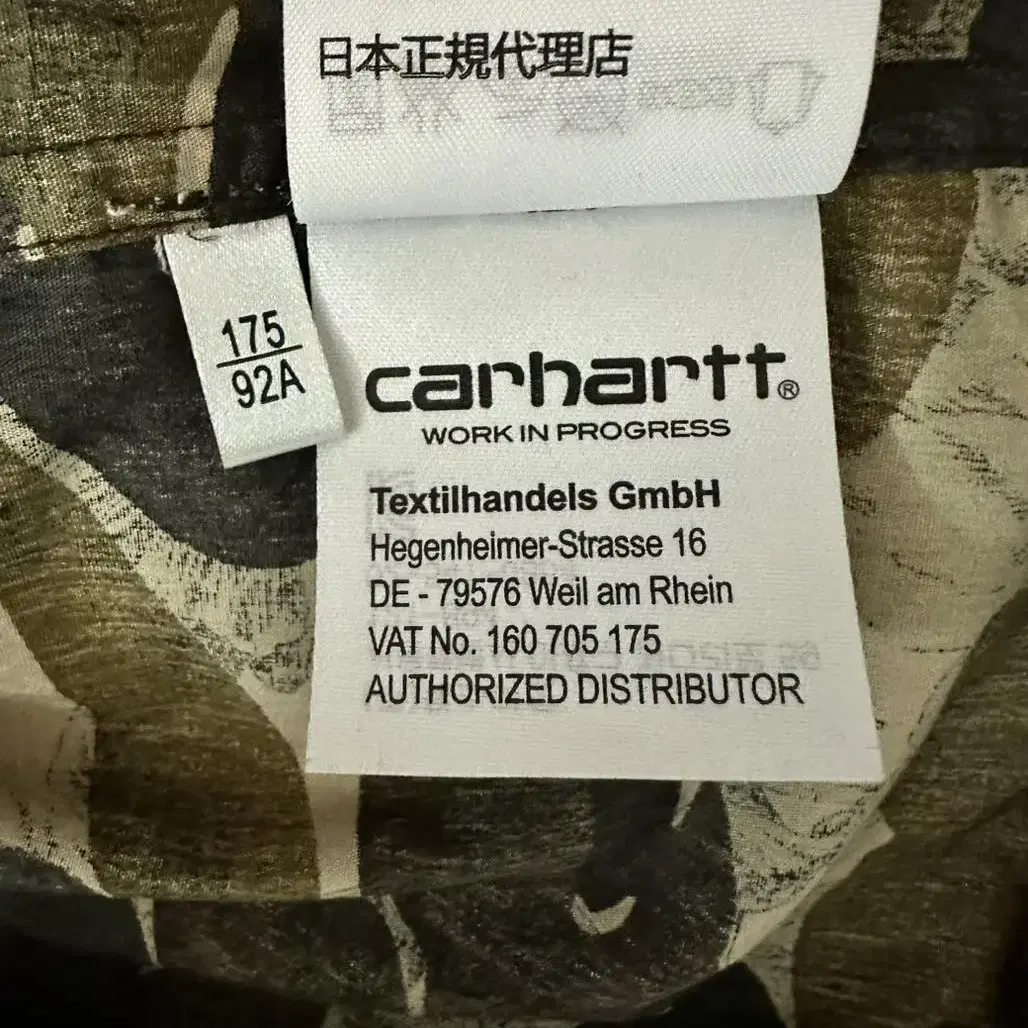 日本正規代理店
175
92A
carhartt®
WORK IN PROGRESS
Textilhandels GmbH
Hegenheimer-Strasse 16
DE - 79576 Weil am Rhein
VAT No. 160 705 175
AUTHORIZED DISTRIBUTOR